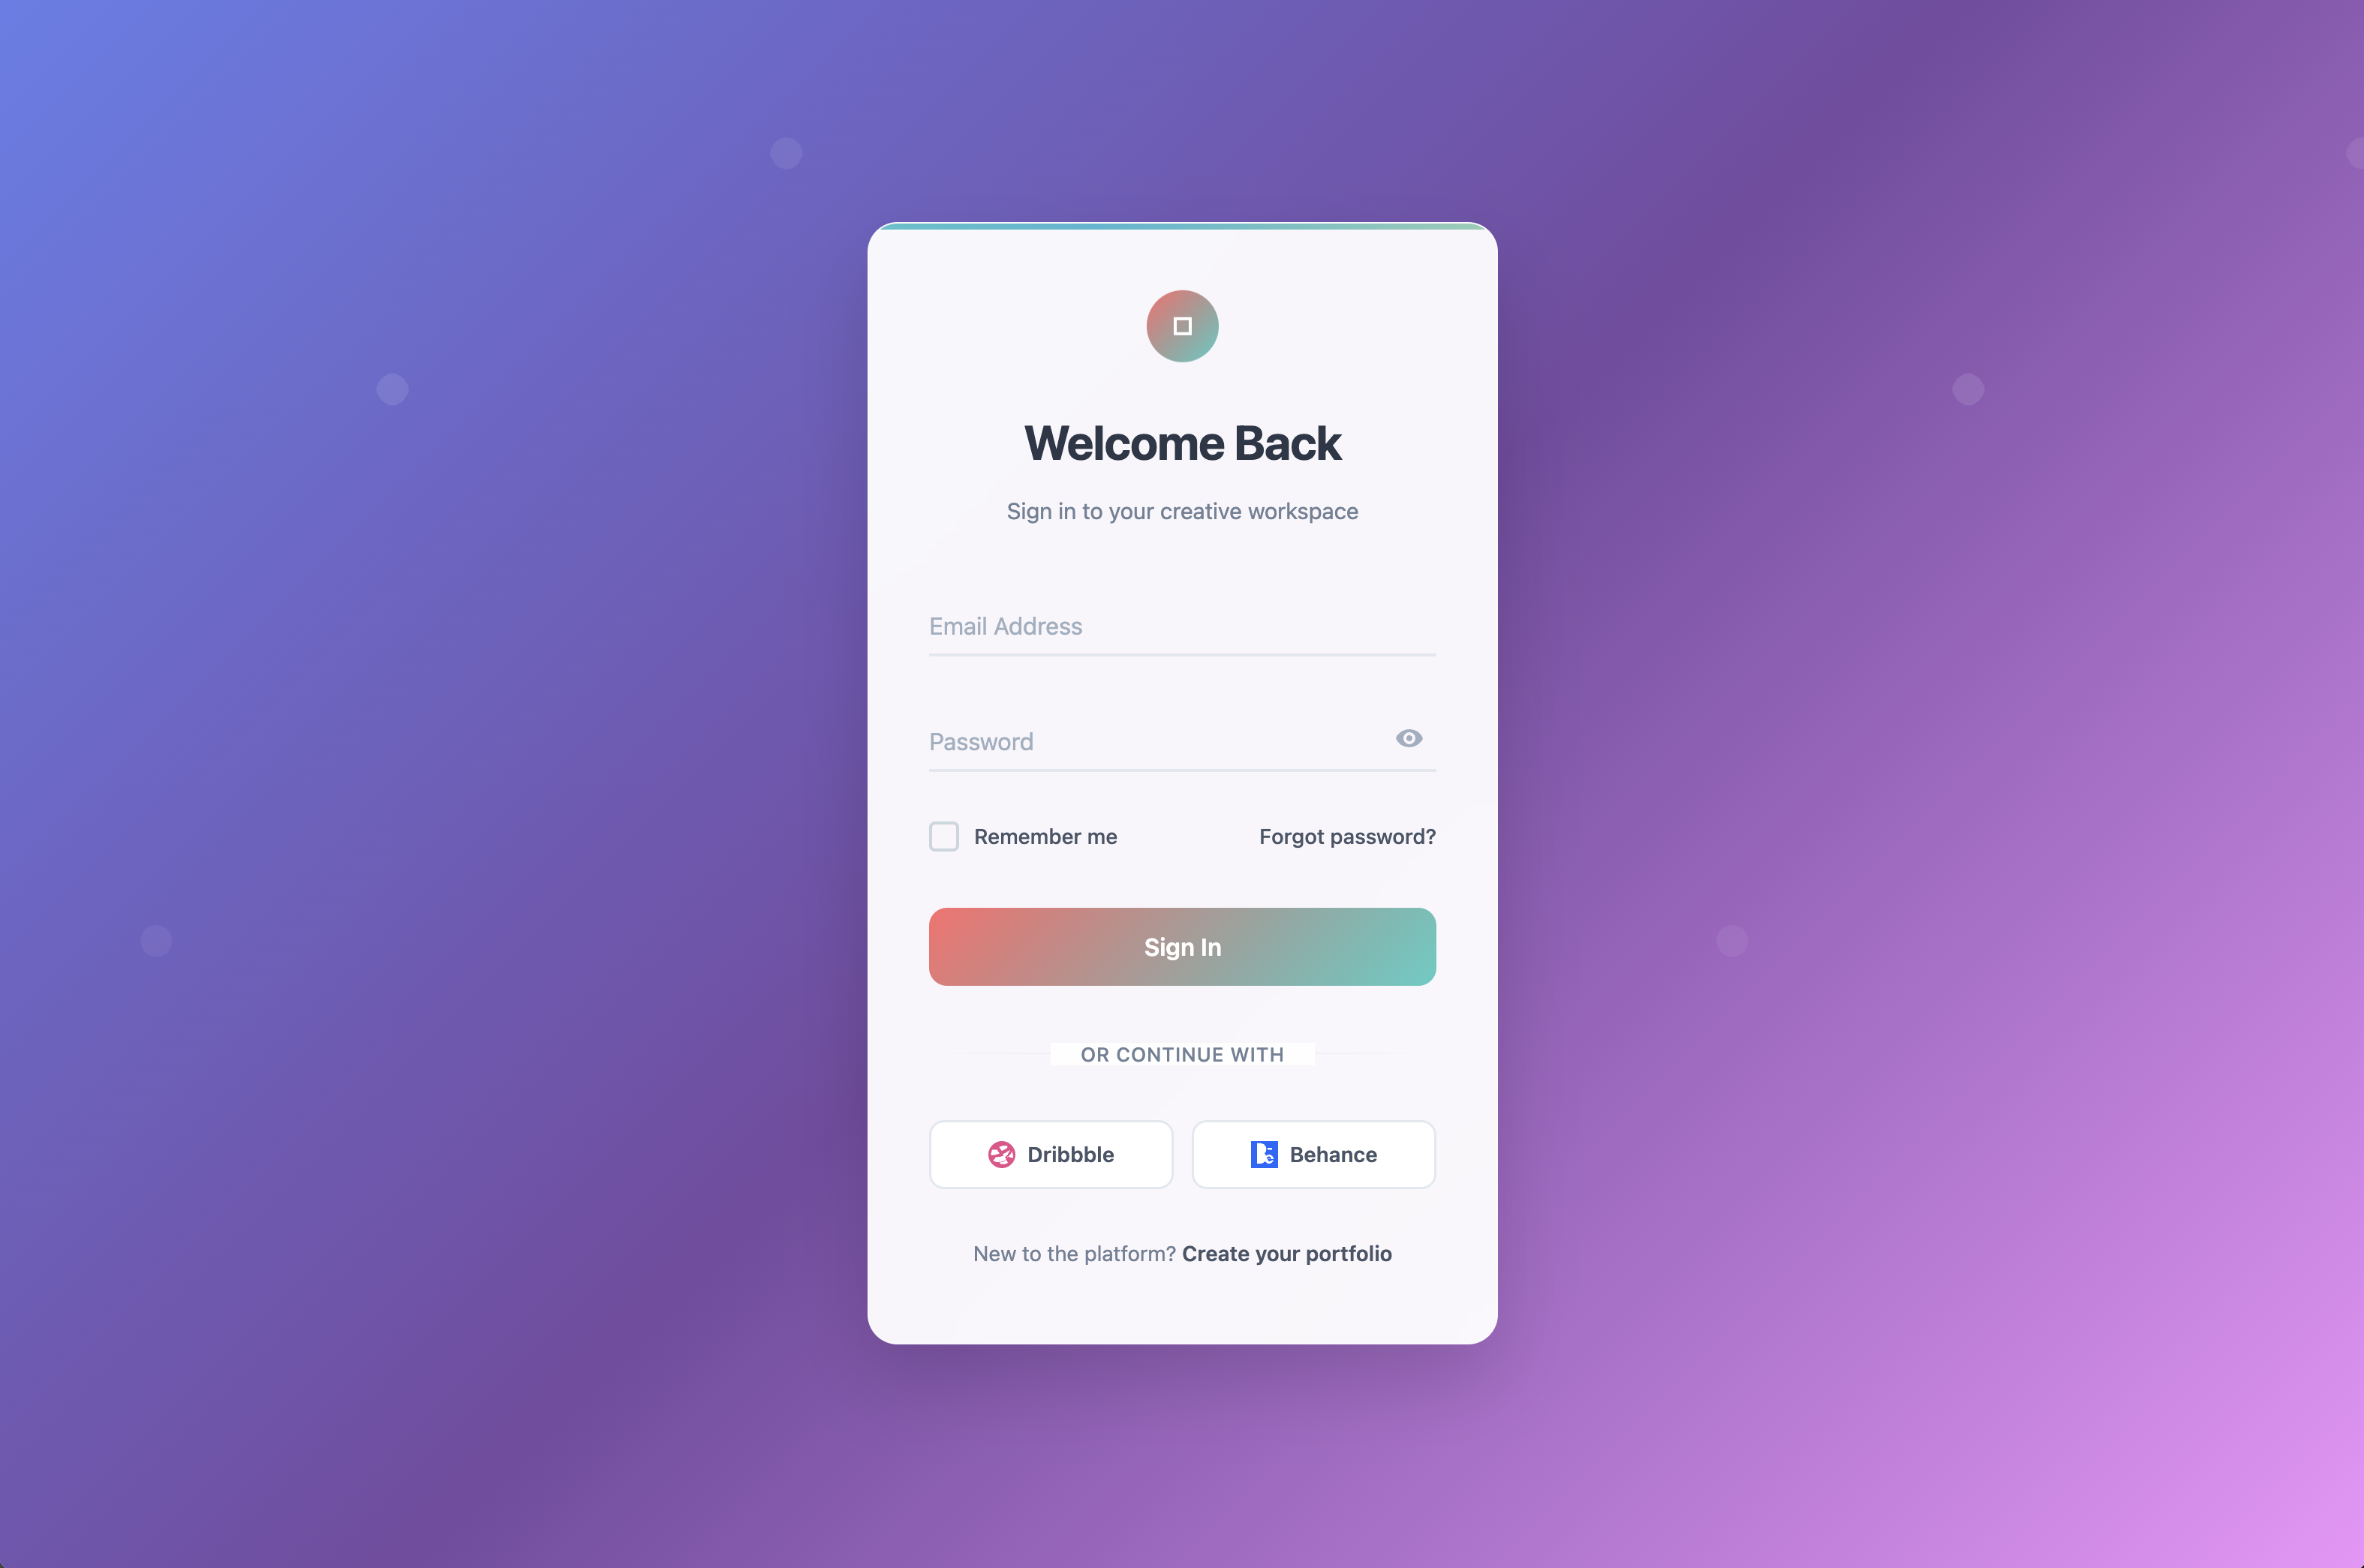 Welcome Back
Sign in to your creative workspace
Email Address
Password
Remember me
Forgot password?
Sign In
OR CONTINUE WITH
Dribbble
Behance
New to the platform? Create your portfolio